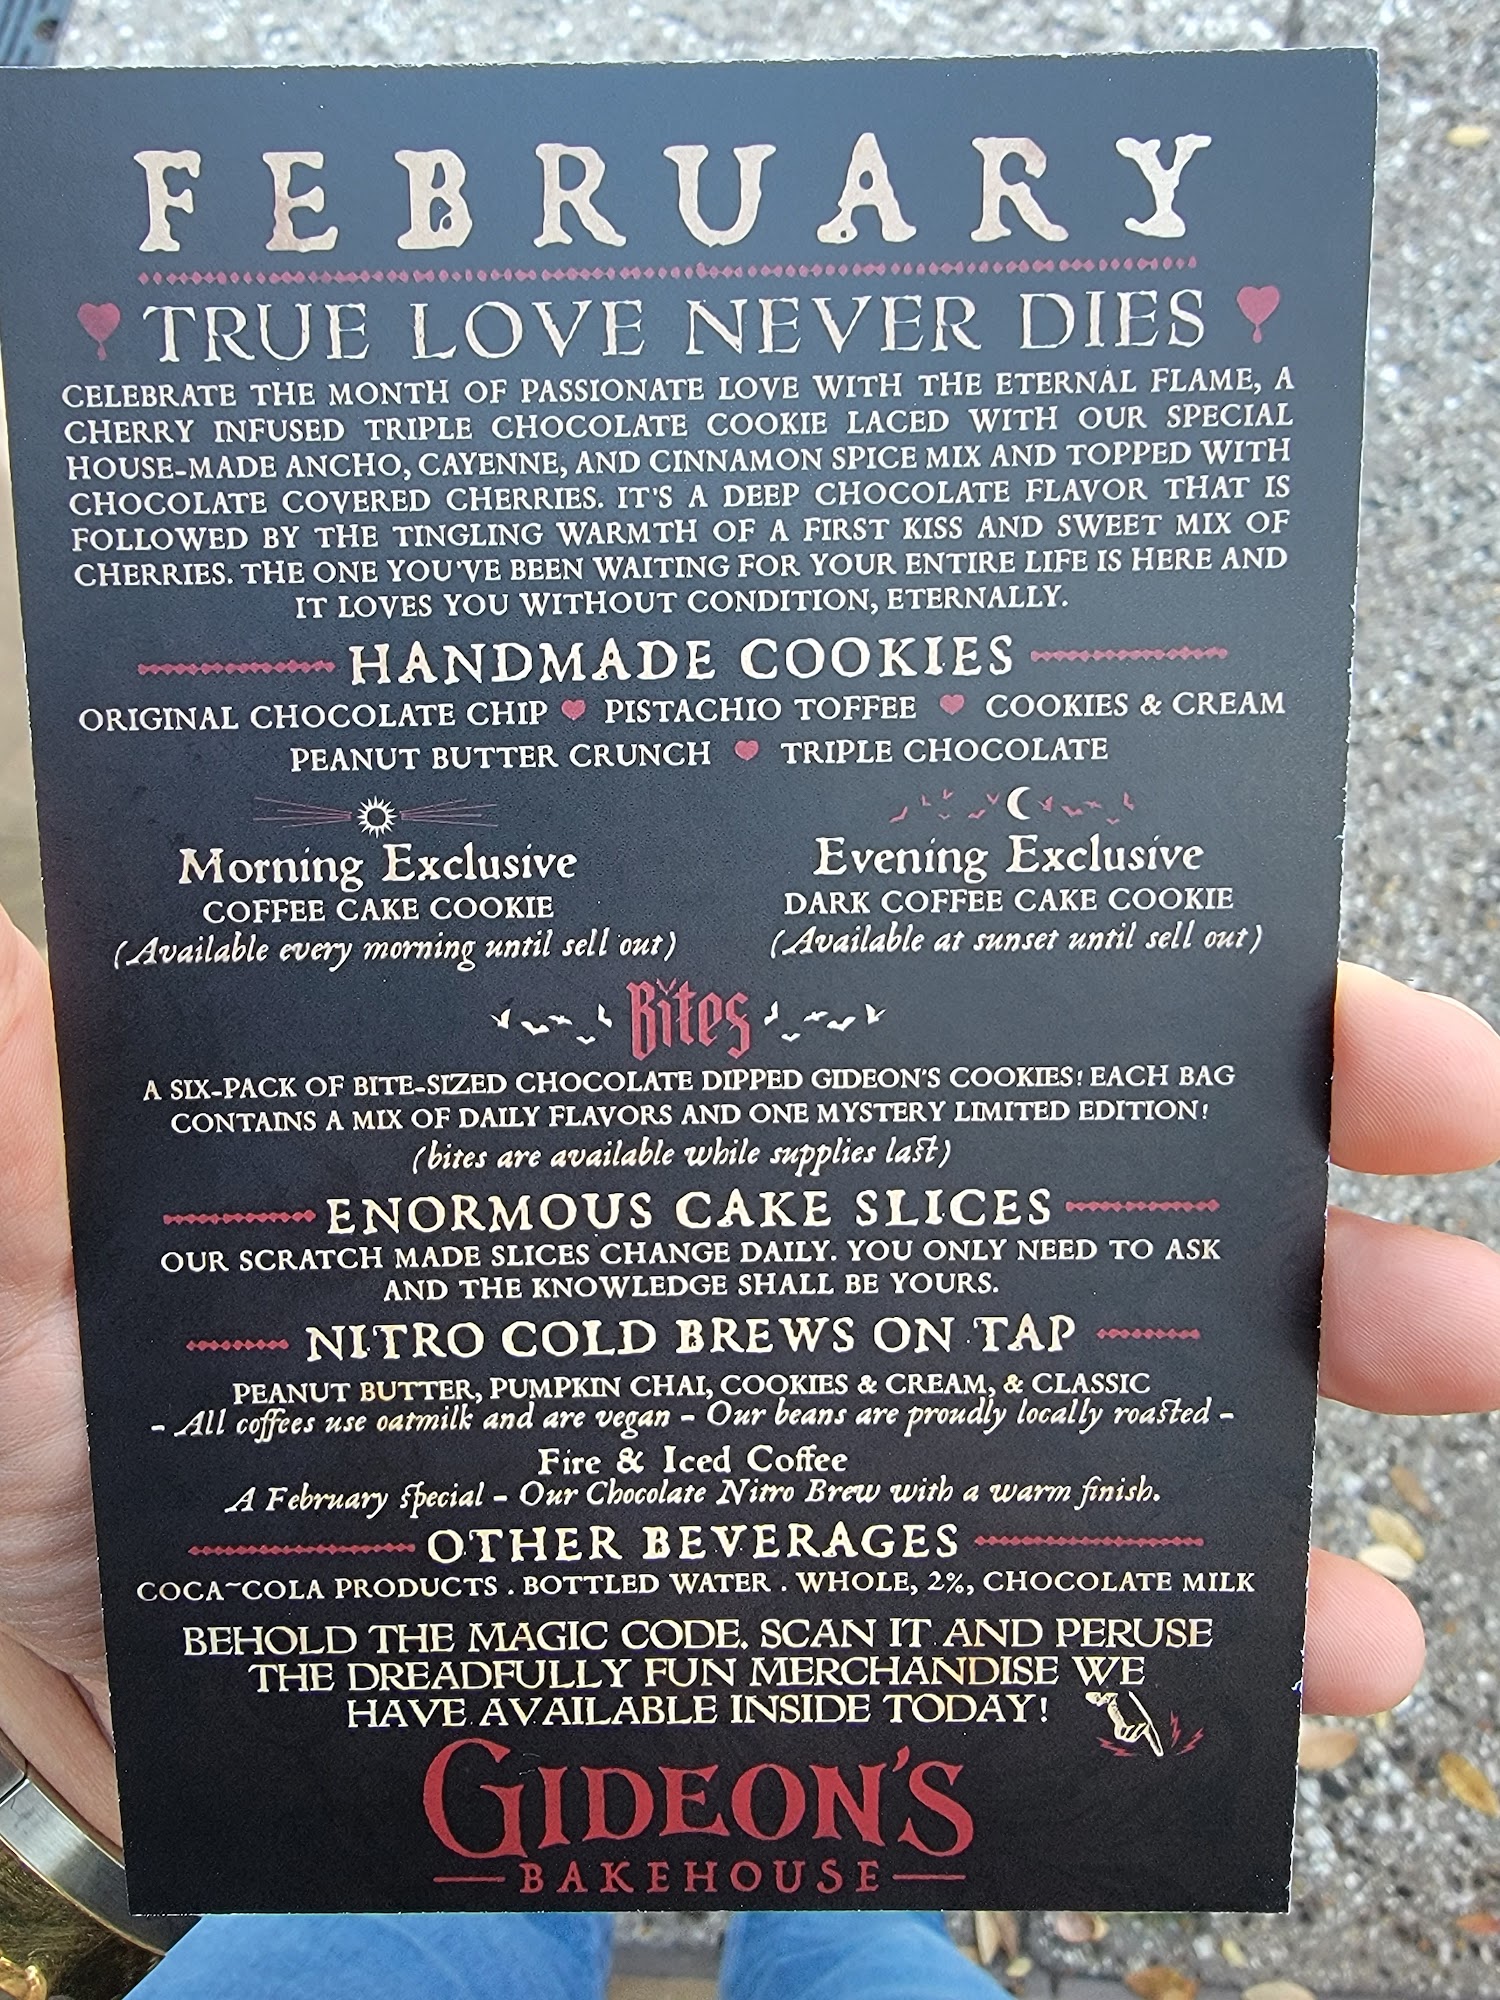 FEBRUARY
TRUE LOVE NEVER DIES
CELEBRATE THE MONTH OF PASSIONATE LOVE WITH THE ETERNAL FLAME, A
CHERRY INFUSED TRIPLE CHOCOLATE COOKIE LACED WITH OUR SPECIAL
HOUSE-MADE ANCHO, CAYENNE, AND CINNAMON SPICE MIX AND TOPPED WITH
CHOCOLATE COVERED CHERRIES. IT'S A DEEP CHOCOLATE FLAVOR THAT IS
FOLLOWED BY THE TINGLING WARMTH OF A FIRST KISS AND SWEET MIX OF
CHERRIES. THE ONE YOU'VE BEEN WAITING FOR YOUR ENTIRE LIFE IS HERE AND
IT LOVES YOU WITHOUT CONDITION, ETERNALLY.
HANDMADE COOKIES
ORIGINAL CHOCOLATE CHIP ♥ PISTACHIO TOFFEE ♥ COOKIES & CREAM
PEANUT BUTTER CRUNCH ♥ TRIPLE CHOCOLATE
Morning Exclusive
COFFEE CAKE COOKIE
(Available every morning until sell out)
Evening Exclusive
DARK COFFEE CAKE COOKIE
(Available at sunset until sell out)
Bites
A SIX-PACK OF BITE-SIZED CHOCOLATE DIPPED GIDEON'S COOKIES! EACH BAG
CONTAINS A MIX OF DAILY FLAVORS AND ONE MYSTERY LIMITED EDITION!
(bites are available while supplies last)
ENORMOUS CAKE SLICES
OUR SCRATCH MADE SLICES CHANGE DAILY. YOU ONLY NEED TO ASK
AND THE KNOWLEDGE SHALL BE YOURS.
NITRO COLD BREWS ON TAP
PEANUT BUTTER, PUMPKIN CHAI, COOKIES & CREAM, & CLASSIC
- All coffees use oatmilk and are vegan - Our beans are proudly locally roasted -
Fire & Iced Coffee
A February special - Our Chocolate Nitro Brew with a warm finish.
OTHER BEVERAGES
COCA~COLA PRODUCTS . BOTTLED WATER . WHOLE, 2%, CHOCOLATE MILK
BEHOLD THE MAGIC CODE. SCAN IT AND PERUSE
THE DREADFULLY FUN MERCHANDISE WE
HAVE AVAILABLE INSIDE TODAY!
GIDEON'S
BAKEHOUSE